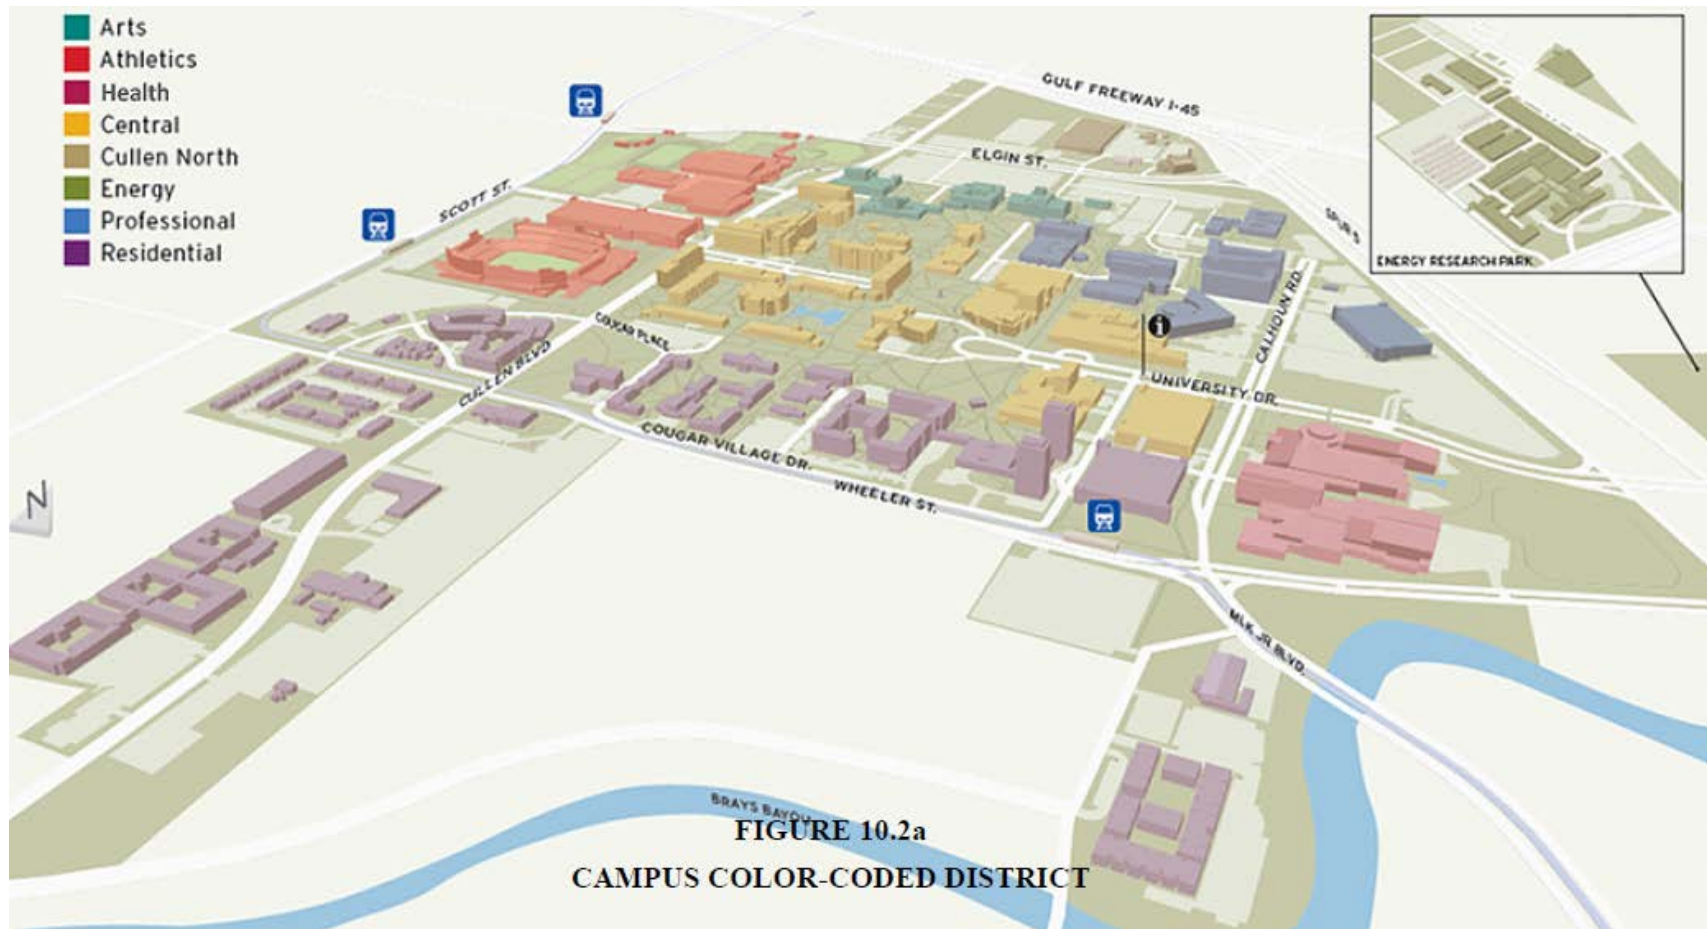 Arts
Athletics
Health
Central
Cullen North
Energy
Professional
Residential
GULF FREEWAY I-45
ELGIN ST.
SCOTT ST.
SPUR 5
ENERGY RESEARCH PARK
CALHOUN RD.
COUGAR PLACE
i
CULLEN BLVD
UNIVERSITY DR.
COUGAR VILLAGE DR.
WHEELER ST.
N
MLK JR BLVD.
BRAYS BAYOU
FIGURE 10.2a
CAMPUS COLOR-CODED DISTRICT